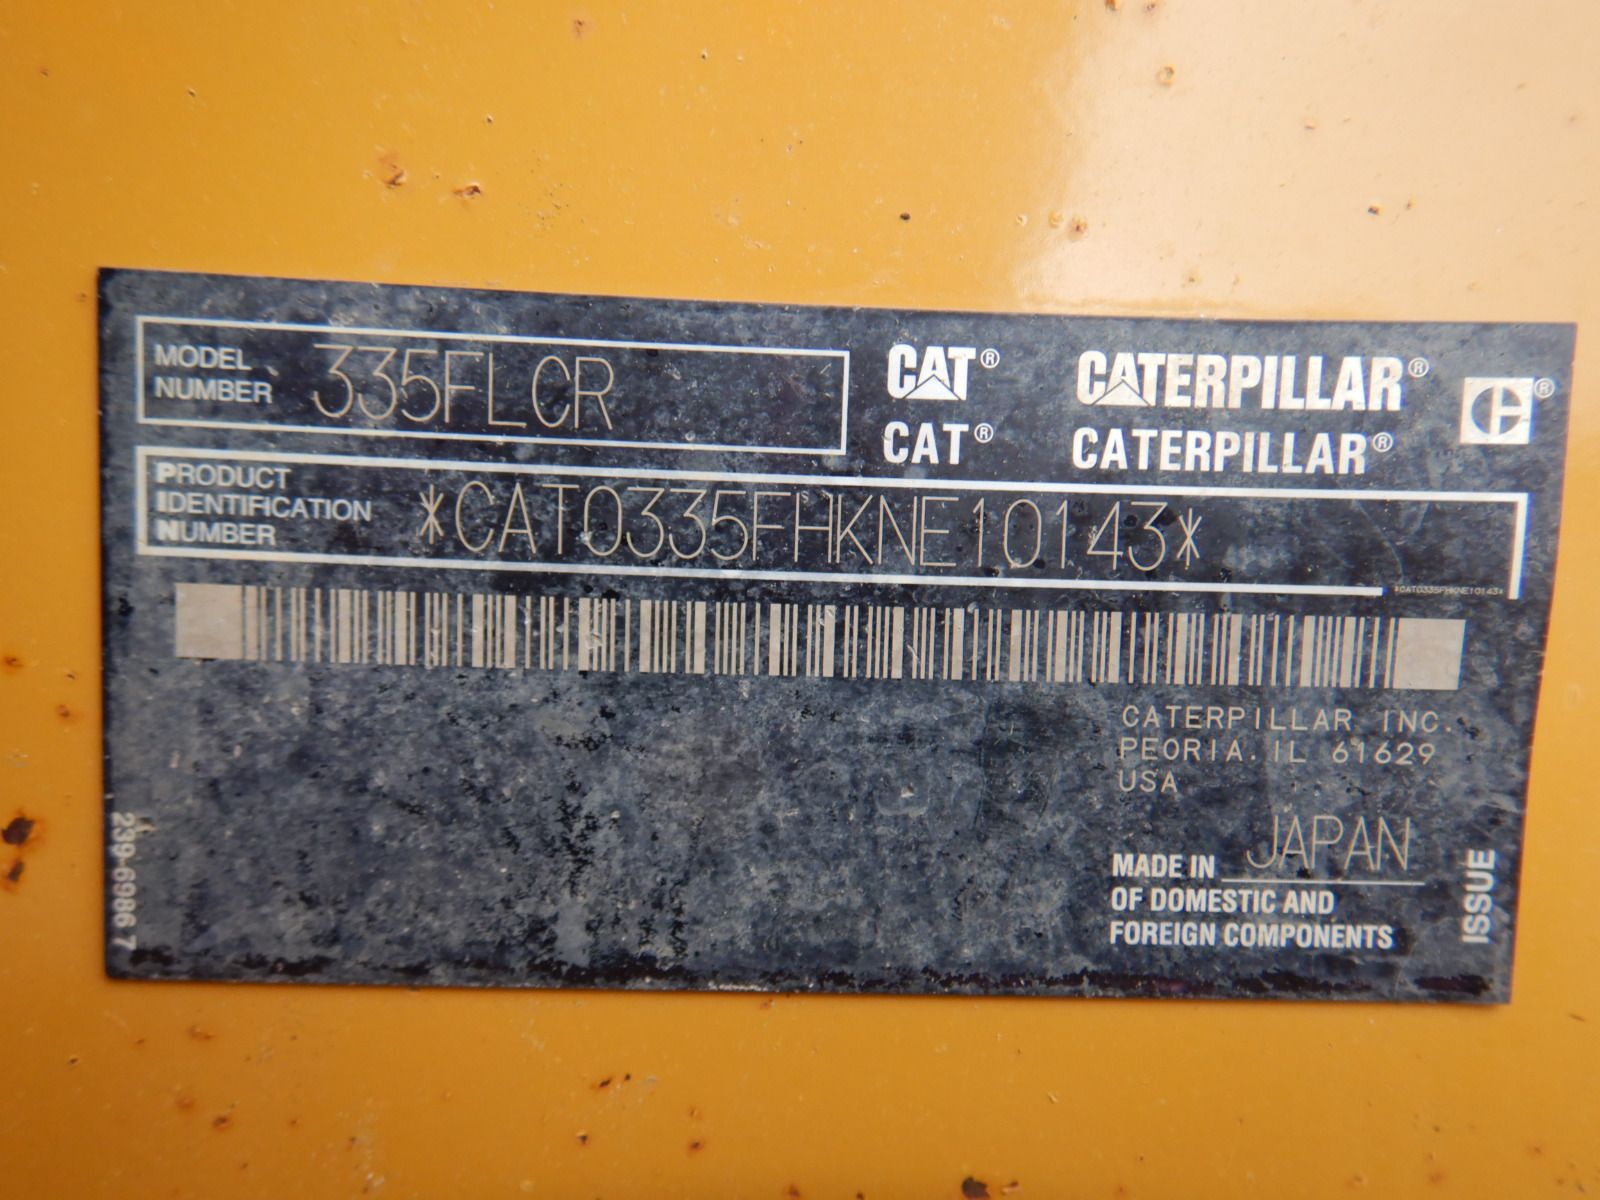 MODEL
NUMBER 335FLCR
CAT® CATERPILLAR® ®
CAT® CATERPILLAR®
PRODUCT
IDENTIFICATION
NUMBER *CAT0335FHKNE10143*
*CAT0335FHKNE10143*
CATERPILLAR INC.
PEORIA, IL 61629
USA
MADE IN JAPAN
OF DOMESTIC AND
FOREIGN COMPONENTS
ISSUE
239-6986 7